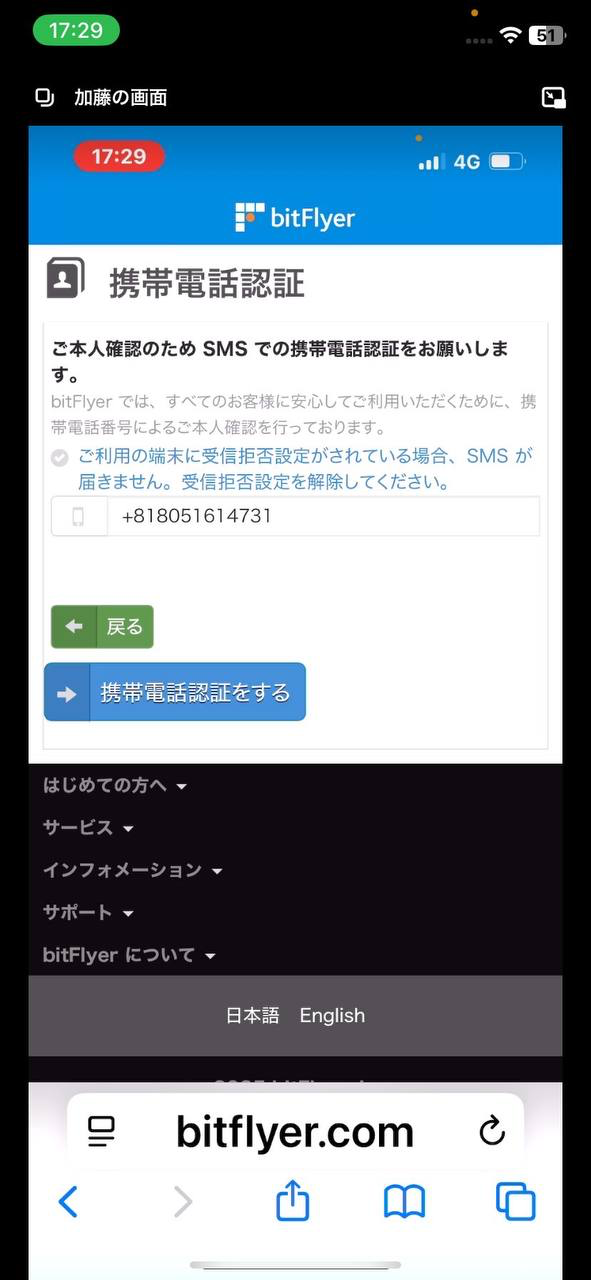 17:29
51
加藤の画面
17:29
4G
bitFlyer
携帯電話認証
ご本人確認のため SMS での携帯電話認証をお願いしま
す。
bitFlyer では、すべてのお客様に安心してご利用いただくために、携
帯電話番号によるご本人確認を行っております。
ご利用の端末に受信拒否設定がされている場合、SMS が
届きません。受信拒否設定を解除してください。
+818051614731
戻る
携帯電話認証をする
はじめての方へ
サービス
インフォメーション
サポート
bitFlyer について
日本語 English
bitflyer.com